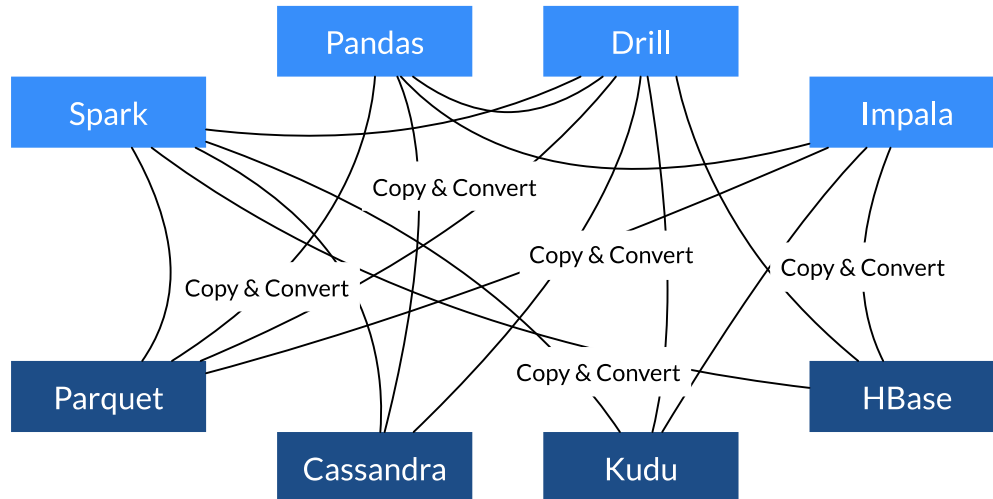 Pandas
Drill
Spark
Impala
Copy & Convert
Copy & Convert
Copy & Convert
Copy & Convert
Copy & Convert
Parquet
HBase
Cassandra
Kudu